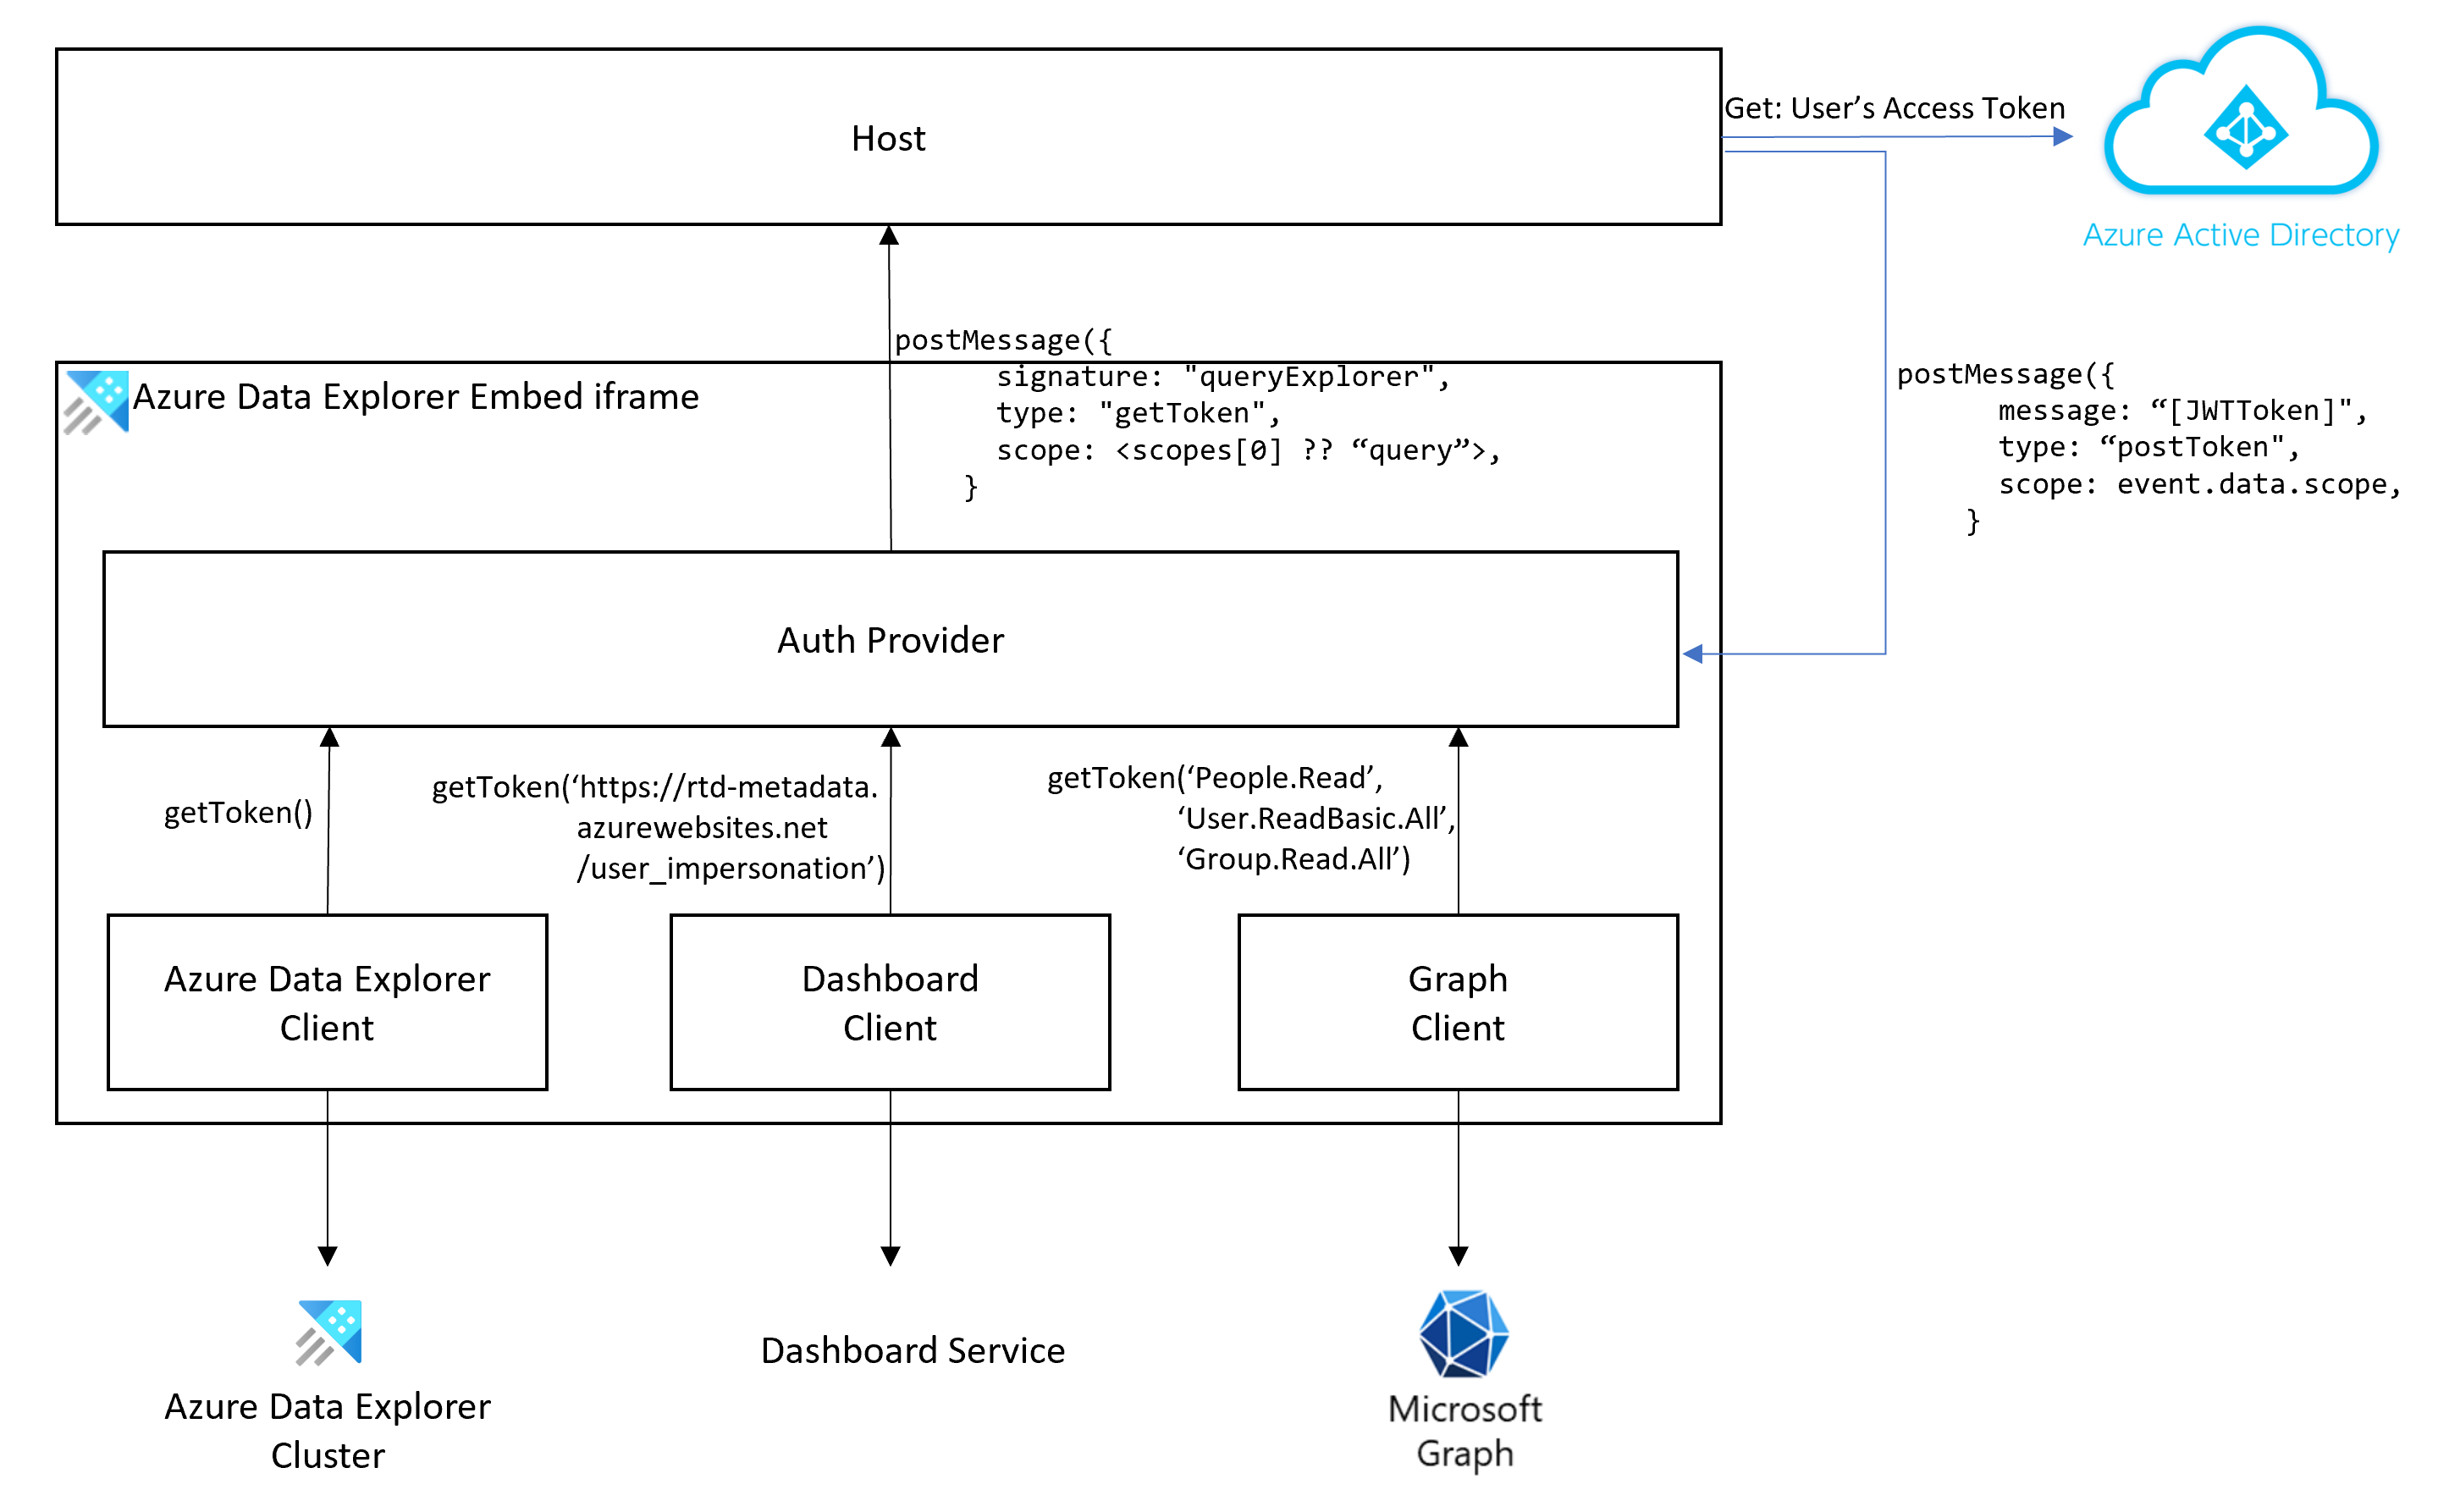 Host
Get: User’s Access Token
Azure Active Directory
postMessage({
signature: "queryExplorer",
type: "getToken",
scope: <scopes[0] ?? “query”>,
}
Azure Data Explorer Embed iframe
postMessage({
message: “[JWTToken]",
type: “postToken",
scope: event.data.scope,
}
Auth Provider
getToken()
getToken(‘https://rtd-metadata.
azurewebsites.net
/user_impersonation’)
getToken(‘People.Read’,
‘User.ReadBasic.All’,
‘Group.Read.All’)
Azure Data Explorer
Client
Dashboard
Client
Graph
Client
Azure Data Explorer
Cluster
Dashboard Service
Microsoft
Graph